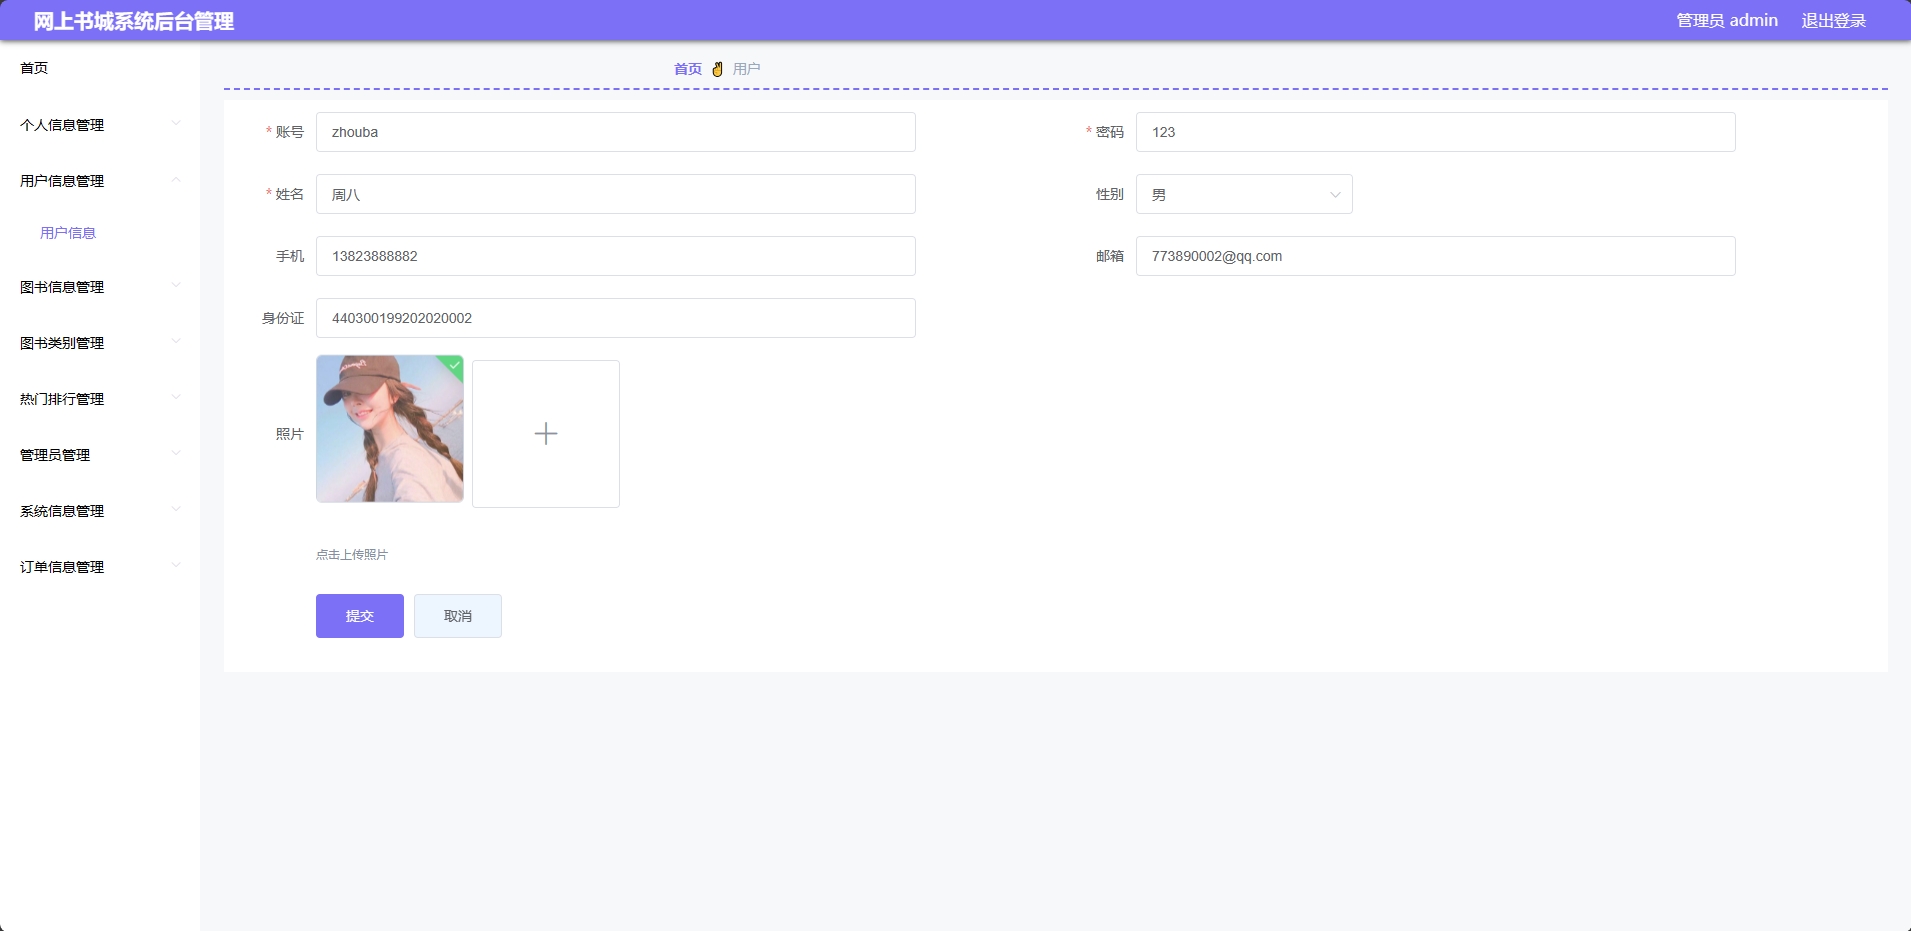 网上书城系统后台管理
管理员 admin 退出登录
首页
个人信息管理
用户信息管理
用户信息
图书信息管理
图书类别管理
热门排行管理
管理员管理
系统信息管理
订单信息管理
首页 ✌ 用户
* 账号 zhouba
* 密码 123
* 姓名 周八
性别 男
手机 13823888882
邮箱 773890002@qq.com
身份证 440300199202020002
照片
点击上传照片
提交 取消